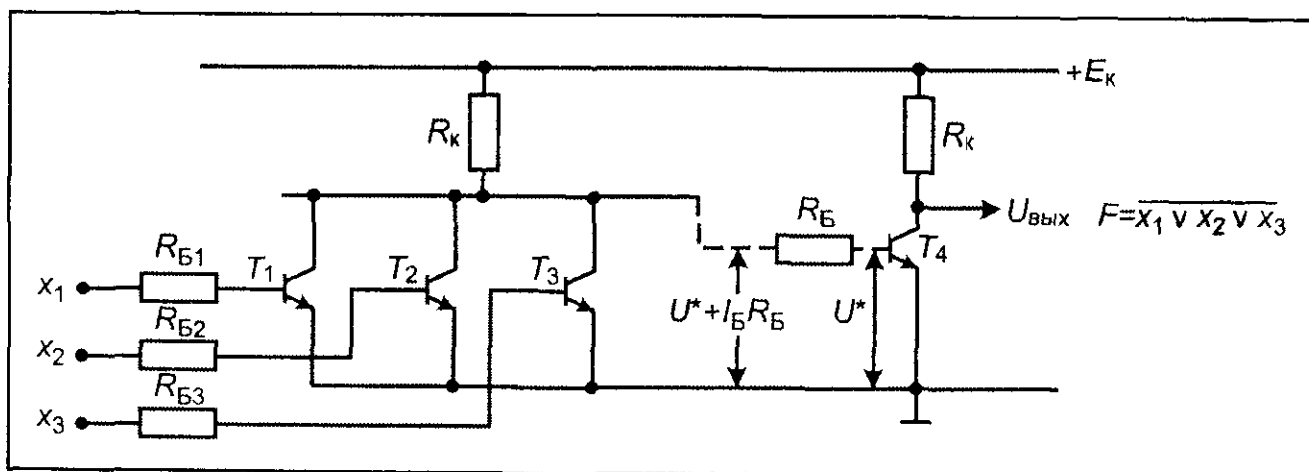 +Eк
Rк
Rк
RБ
Uвых
F=x₁ ∨ x₂ ∨ x₃
RБ1
T₁
T₂
T₃
T₄
x₁
RБ2
U*+IБRБ
U*
x₂
RБ3
x₃